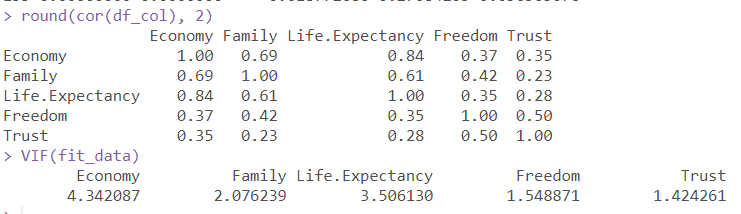 > round(cor(df_col), 2)
Economy Family Life.Expectancy Freedom Trust
Economy 1.00 0.69 0.84 0.37 0.35
Family 0.69 1.00 0.61 0.42 0.23
Life.Expectancy 0.84 0.61 1.00 0.35 0.28
Freedom 0.37 0.42 0.35 1.00 0.50
Trust 0.35 0.23 0.28 0.50 1.00
> VIF(fit_data)
Economy Family Life.Expectancy Freedom Trust
4.342087 2.076239 3.506130 1.548871 1.424261